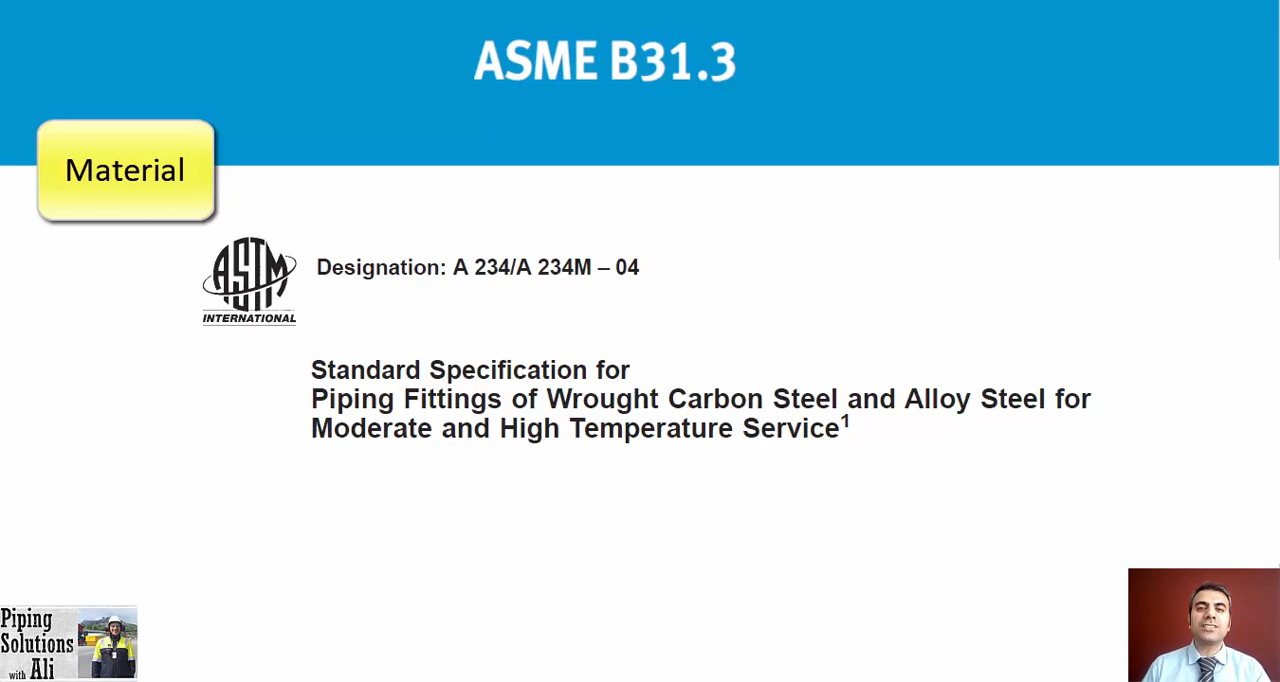 ASME B31.3
Material
ASTM
INTERNATIONAL
Designation: A 234/A 234M – 04
Standard Specification for
Piping Fittings of Wrought Carbon Steel and Alloy Steel for
Moderate and High Temperature Service¹
Piping
Solutions
with Ali